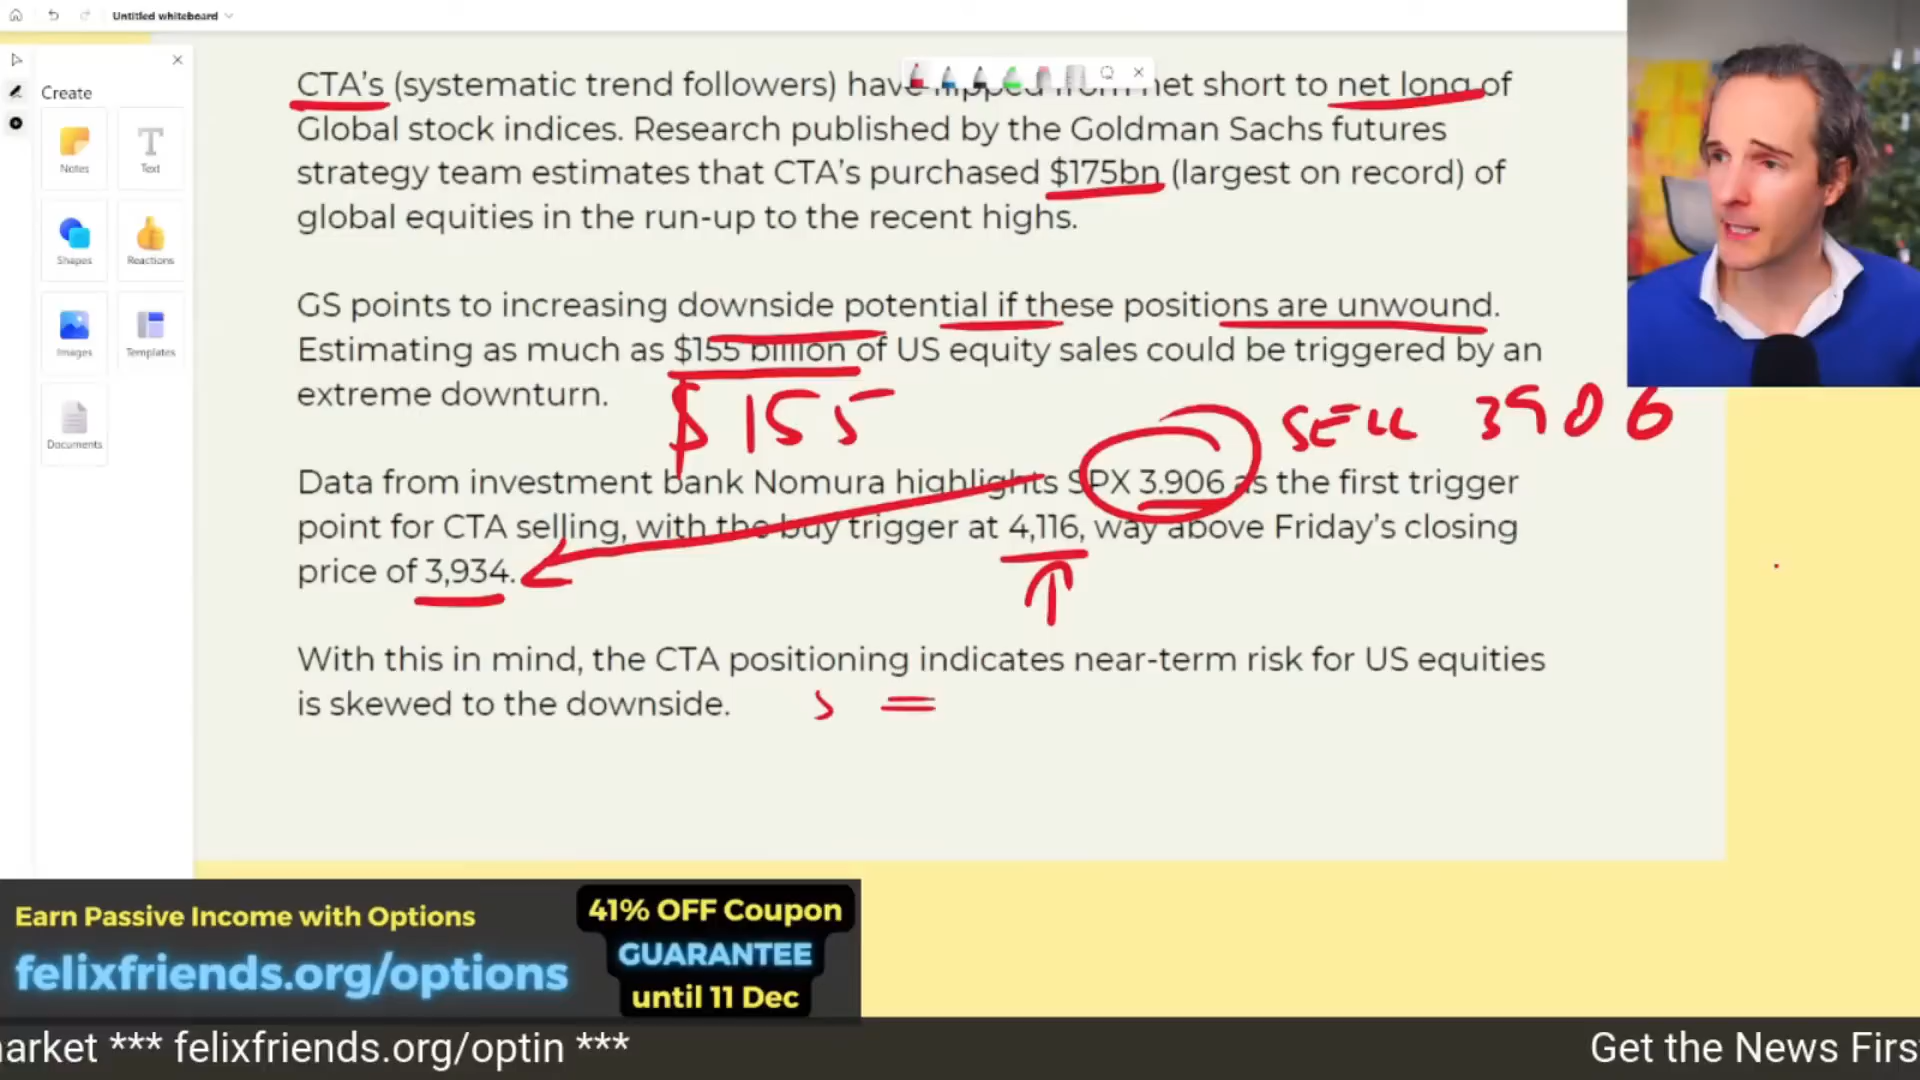 Untitled whiteboard
Create
Notes
Text
Shapes
Reactions
Images
Templates
Documents
CTA's (systematic trend followers) have flipped from net short to net long of
Global stock indices. Research published by the Goldman Sachs futures
strategy team estimates that CTA's purchased $175bn (largest on record) of
global equities in the run-up to the recent highs.
GS points to increasing downside potential if these positions are unwound.
Estimating as much as $155 billion of US equity sales could be triggered by an
extreme downturn.
$155
SELL 3906
Data from investment bank Nomura highlights SPX 3.906 as the first trigger
point for CTA selling, with the buy trigger at 4,116, way above Friday's closing
price of 3,934.
With this in mind, the CTA positioning indicates near-term risk for US equities
is skewed to the downside.
=
Earn Passive Income with Options
felixfriends.org/options
41% OFF Coupon
GUARANTEE
until 11 Dec
arket *** felixfriends.org/optin ***
Get the News Firs